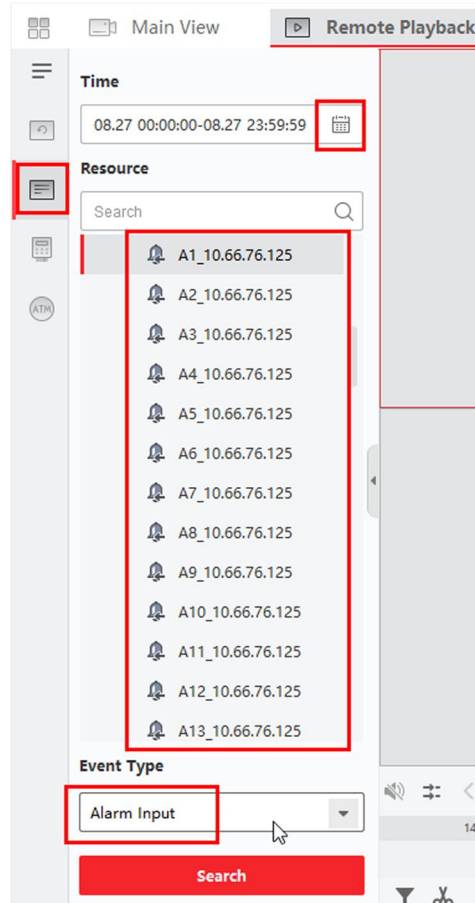 Main View
Remote Playback
Time
08.27 00:00:00-08.27 23:59:59
Resource
Search
A1_10.66.76.125
A2_10.66.76.125
A3_10.66.76.125
A4_10.66.76.125
A5_10.66.76.125
A6_10.66.76.125
A7_10.66.76.125
A8_10.66.76.125
A9_10.66.76.125
A10_10.66.76.125
A11_10.66.76.125
A12_10.66.76.125
A13_10.66.76.125
ATM
Event Type
Alarm Input
14
Search